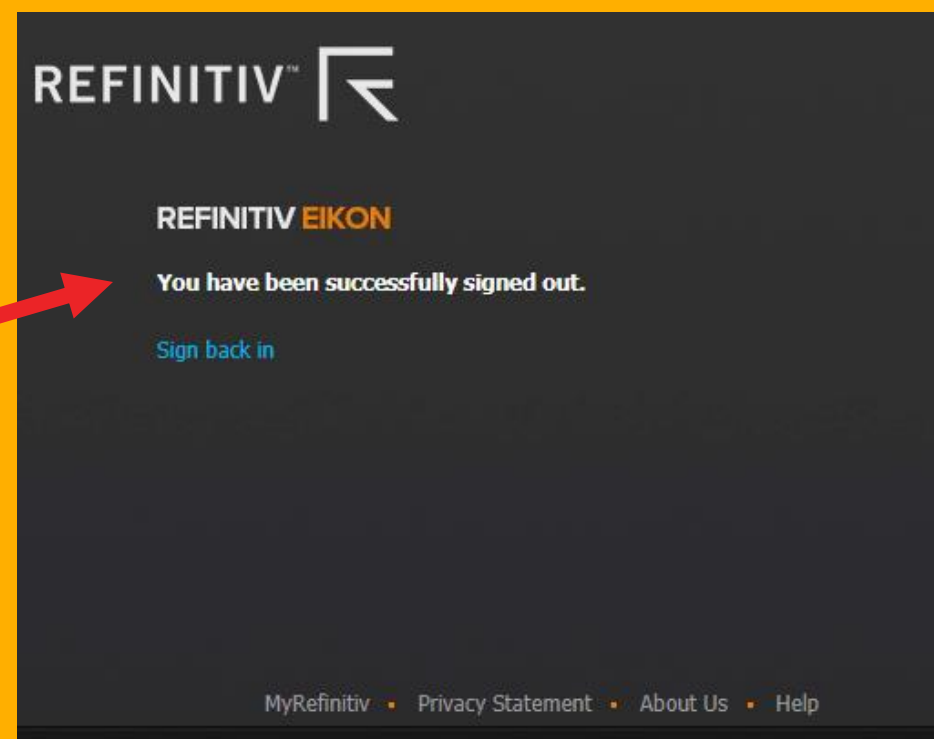 REFINITIV™
REFINITIV EIKON
You have been successfully signed out.
Sign back in
MyRefinitiv ▪ Privacy Statement ▪ About Us ▪ Help